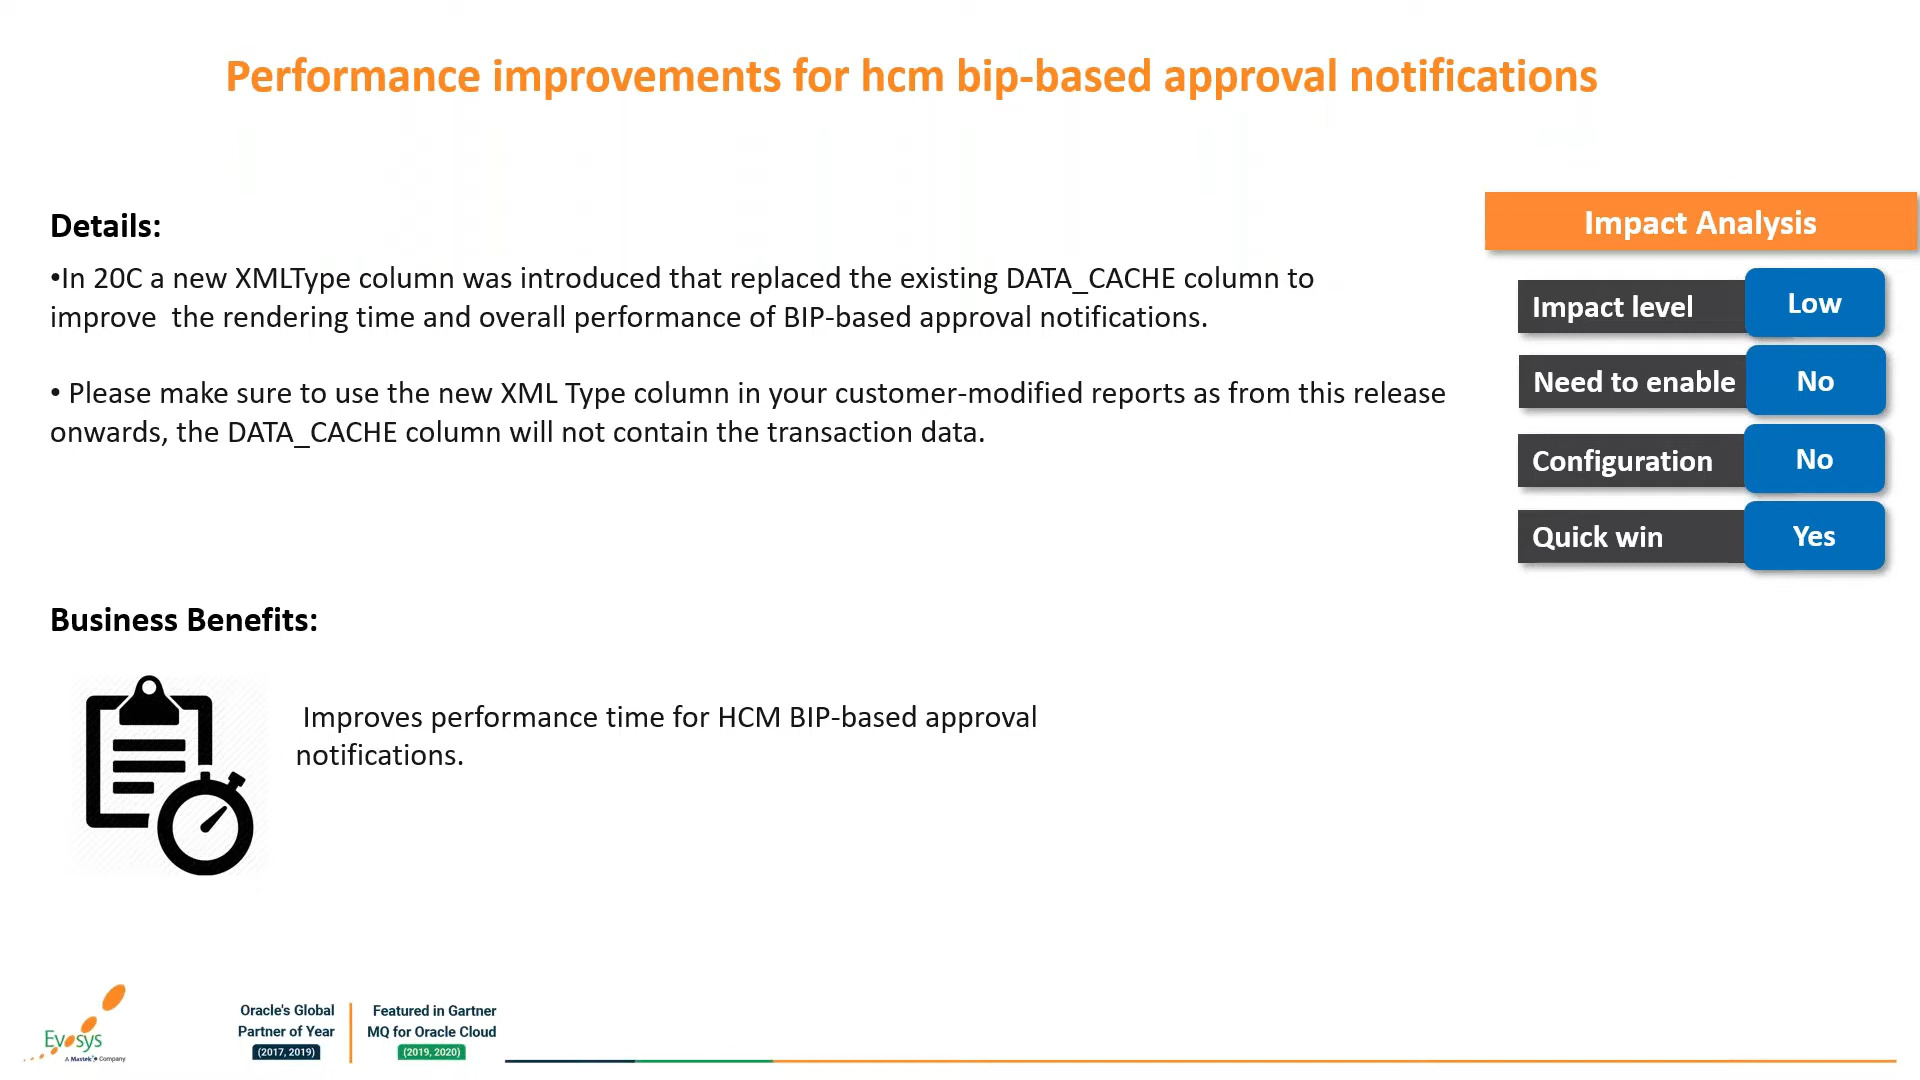 Performance improvements for hcm bip-based approval notifications
Details:
•In 20C a new XMLType column was introduced that replaced the existing DATA_CACHE column to
improve  the rendering time and overall performance of BIP-based approval notifications.
• Please make sure to use the new XML Type column in your customer-modified reports as from this release
onwards, the DATA_CACHE column will not contain the transaction data.
Impact Analysis
Impact level Low
Need to enable No
Configuration No
Quick win Yes
Business Benefits:
Improves performance time for HCM BIP-based approval
notifications.
Evosys
A Mastek Company
Oracle's Global
Partner of Year
(2017, 2019)
Featured in Gartner
MQ for Oracle Cloud
(2019, 2020)